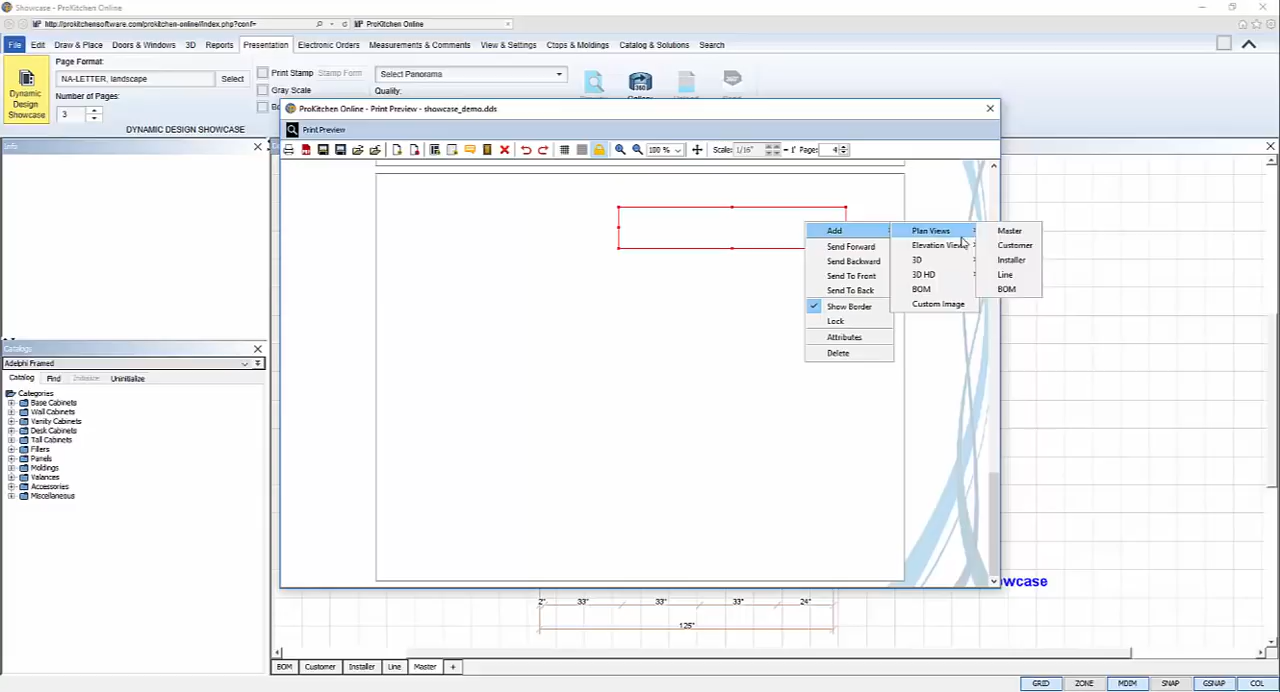 Showcase - ProKitchen Online
http://prokitchensoftware.com/prokitchen-online/index.php?conf=
ProKitchen Online
File Edit Draw & Place Doors & Windows 3D Reports Presentation Electronic Orders Measurements & Comments View & Settings Ctops & Moldings Catalog & Solutions Search
Page Format:
NA-LETTER, landscape Select
Number of Pages:
3
Dynamic
Design
Showcase
Print Stamp Stamp Form
Gray Scale
Select Panorama
Quality:
DYNAMIC DESIGN SHOWCASE
ProKitchen Online - Print Preview - showcase_demo.dds
Print Preview
100 % Scale: 1/16" = 1' Page: 4
Info
Add
Send Forward
Send Backward
Send To Front
Send To Back
Show Border
Lock
Attributes
Delete
Plan Views
Elevation Views
3D
3D HD
BOM
Custom Image
Master
Customer
Installer
Line
BOM
Catalogs
Adelphi Framed
Catalog Find Initialize Uninitialize
Categories
Base Cabinets
Wall Cabinets
Vanity Cabinets
Desk Cabinets
Tall Cabinets
Fillers
Panels
Moldings
Valances
Accessories
Miscellaneous
owcase
2" 33" 33" 33" 24"
125"
BOM Customer Installer Line Master +
GRID ZONE MDIM SNAP GSNAP COL